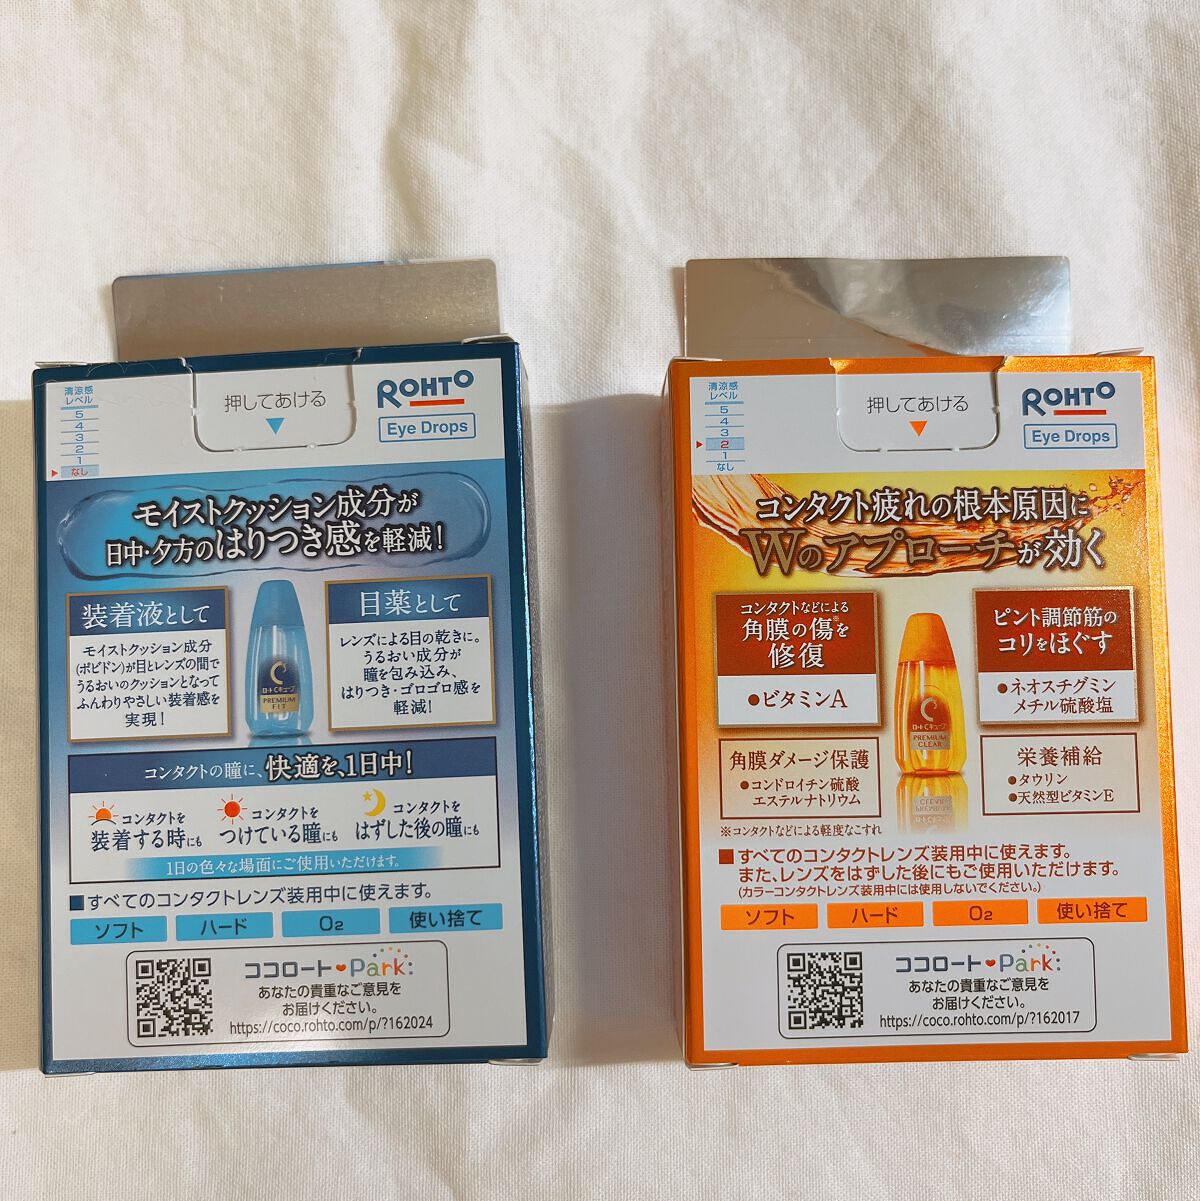 清涼感
レベル
5
4
3
2
1
なし
押してあける
ROHTO
Eye Drops
モイストクッション成分が
日中・夕方のはりつき感を軽減!
装着液として
モイストクッション成分
(ポビドン)が目とレンズの間で
うるおいのクッションとなって
ふんわりやさしい装着感を
実現!
ロートCキューブ
PREMIUM
FIT
目薬として
レンズによる目の乾きに。
うるおい成分が
瞳を包み込み、
はりつき・ゴロゴロ感を
軽減!
コンタクトの瞳に、快適を、1日中!
コンタクトを
装着する時にも
コンタクトを
つけている瞳にも
コンタクトを
はずした後の瞳にも
1日の色々な場面にご使用いただけます。
■すべてのコンタクトレンズ装用中に使えます。
ソフト
ハード
O2
使い捨て
ココロート Park:
あなたの貴重なご意見を
お届けください。
https://coco.rohto.com/p/?162024
清涼感
レベル
5
4
3
2
1
なし
押してあける
ROHTO
Eye Drops
コンタクト疲れの根本原因に
Wのアプローチが効く
コンタクトなどによる
角膜の傷※を
修復
●ビタミンA
ピント調節筋の
コリをほぐす
●ネオスチグミン
メチル硫酸塩
ロートCキューブ
PREMIUM
CLEAR
角膜ダメージ保護
●コンドロイチン硫酸
エステルナトリウム
栄養補給
●タウリン
●天然型ビタミンE
※コンタクトなどによる軽度なこすれ
■すべてのコンタクトレンズ装用中に使えます。
また、レンズをはずした後にもご使用いただけます。
(カラーコンタクトレンズ装用中には使用しないでください。)
ソフト
ハード
O2
使い捨て
ココロート Park:
あなたの貴重なご意見を
お届けください。
https://coco.rohto.com/p/?162017